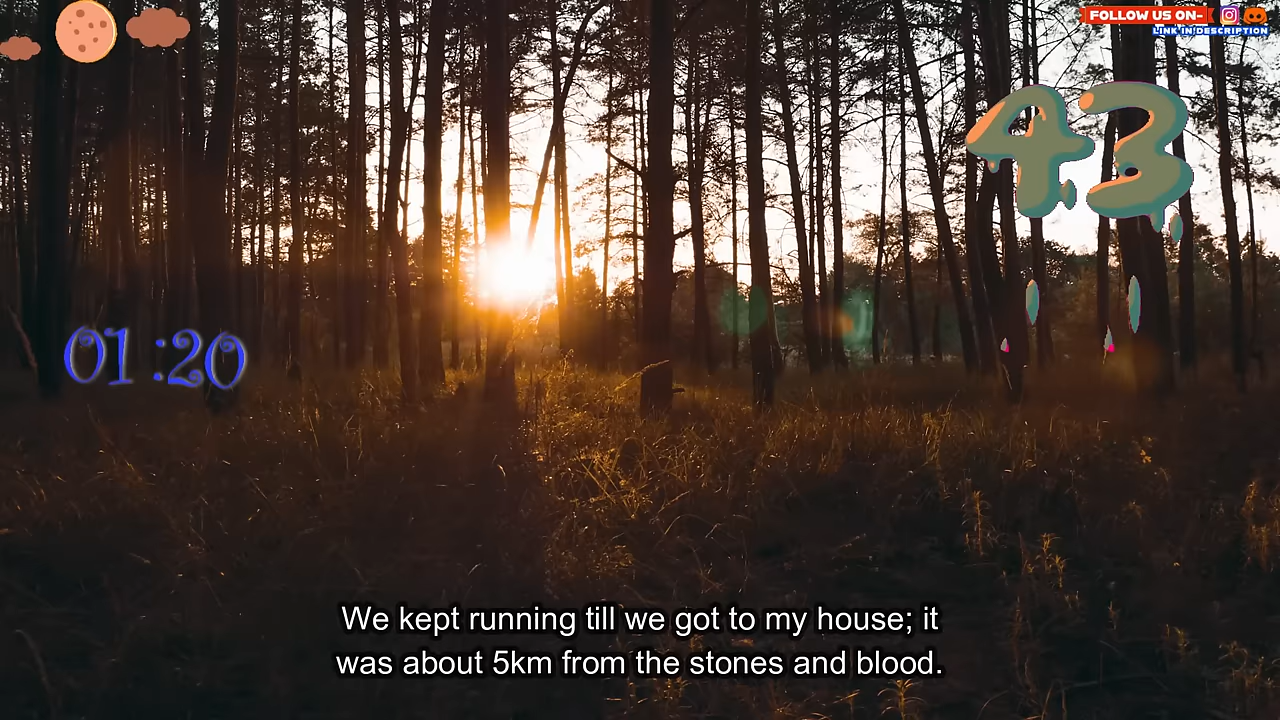 FOLLOW US ON-
LINK IN DESCRIPTION
43
01:20
We kept running till we got to my house; it
was about 5km from the stones and blood.